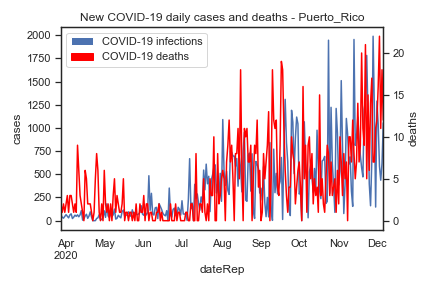 New COVID-19 daily cases and deaths - Puerto_Rico
COVID-19 infections
COVID-19 deaths
2000
1750
1500
1250
1000
750
500
250
0
cases
20
15
10
5
0
deaths
Apr May Jun Jul Aug Sep Oct Nov Dec
2020
dateRep